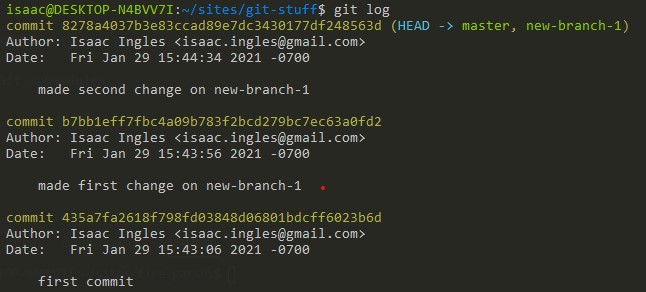 isaac@DESKTOP-N4BVV7I:~/sites/git-stuff$ git log
commit 8278a4037b3e83ccad89e7dc3430177df248563d (HEAD -> master, new-branch-1)
Author: Isaac Ingles <isaac.ingles@gmail.com>
Date:   Fri Jan 29 15:44:34 2021 -0700
made second change on new-branch-1
commit b7bb1eff7fbc4a09b783f2bcd279bc7ec63a0fd2
Author: Isaac Ingles <isaac.ingles@gmail.com>
Date:   Fri Jan 29 15:43:56 2021 -0700
made first change on new-branch-1
commit 435a7fa2618f798fd03848d06801bdcff6023b6d
Author: Isaac Ingles <isaac.ingles@gmail.com>
Date:   Fri Jan 29 15:43:06 2021 -0700
first commit